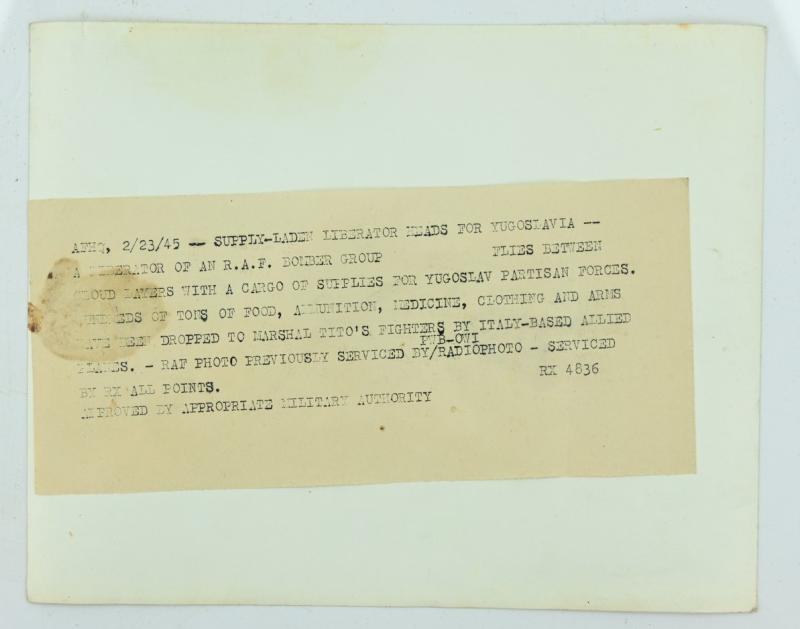 AFHQ, 2/23/45 -- SUPPLY-LADEN LIBERATOR HEADS FOR YUGOSLAVIA --
A LIBERATOR OF AN R.A.F. BOMBER GROUP FLIES BETWEEN
CLOUD LAYERS WITH A CARGO OF SUPPLIES FOR YUGOSLAV PARTISAN FORCES.
HUNDREDS OF TONS OF FOOD, AMMUNITION, MEDICINE, CLOTHING AND ARMS
HAVE BEEN DROPPED TO MARSHAL TITO'S FIGHTERS BY ITALY-BASED ALLIED
PWB-OWI
PLANES. - RAF PHOTO PREVIOUSLY SERVICED BY/RADIOPHOTO - SERVICED
BY RX ALL POINTS. RX 4836
APPROVED BY APPROPRIATE MILITARY AUTHORITY